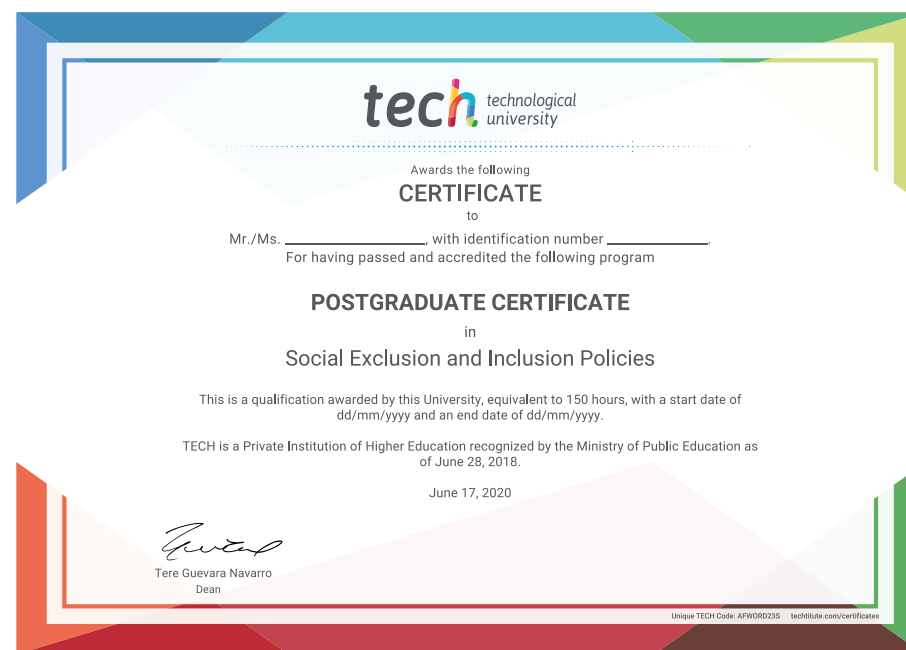 tech technological
university
Awards the following
CERTIFICATE
to
Mr./Ms. ____________________, with identification number ______________.
For having passed and accredited the following program
POSTGRADUATE CERTIFICATE
in
Social Exclusion and Inclusion Policies
This is a qualification awarded by this University, equivalent to 150 hours, with a start date of
dd/mm/yyyy and an end date of dd/mm/yyyy.
TECH is a Private Institution of Higher Education recognized by the Ministry of Public Education as
of June 28, 2018.
June 17, 2020
Tere Guevara Navarro
Dean
Unique TECH Code: AFWORD23S techtitute.com/certificates